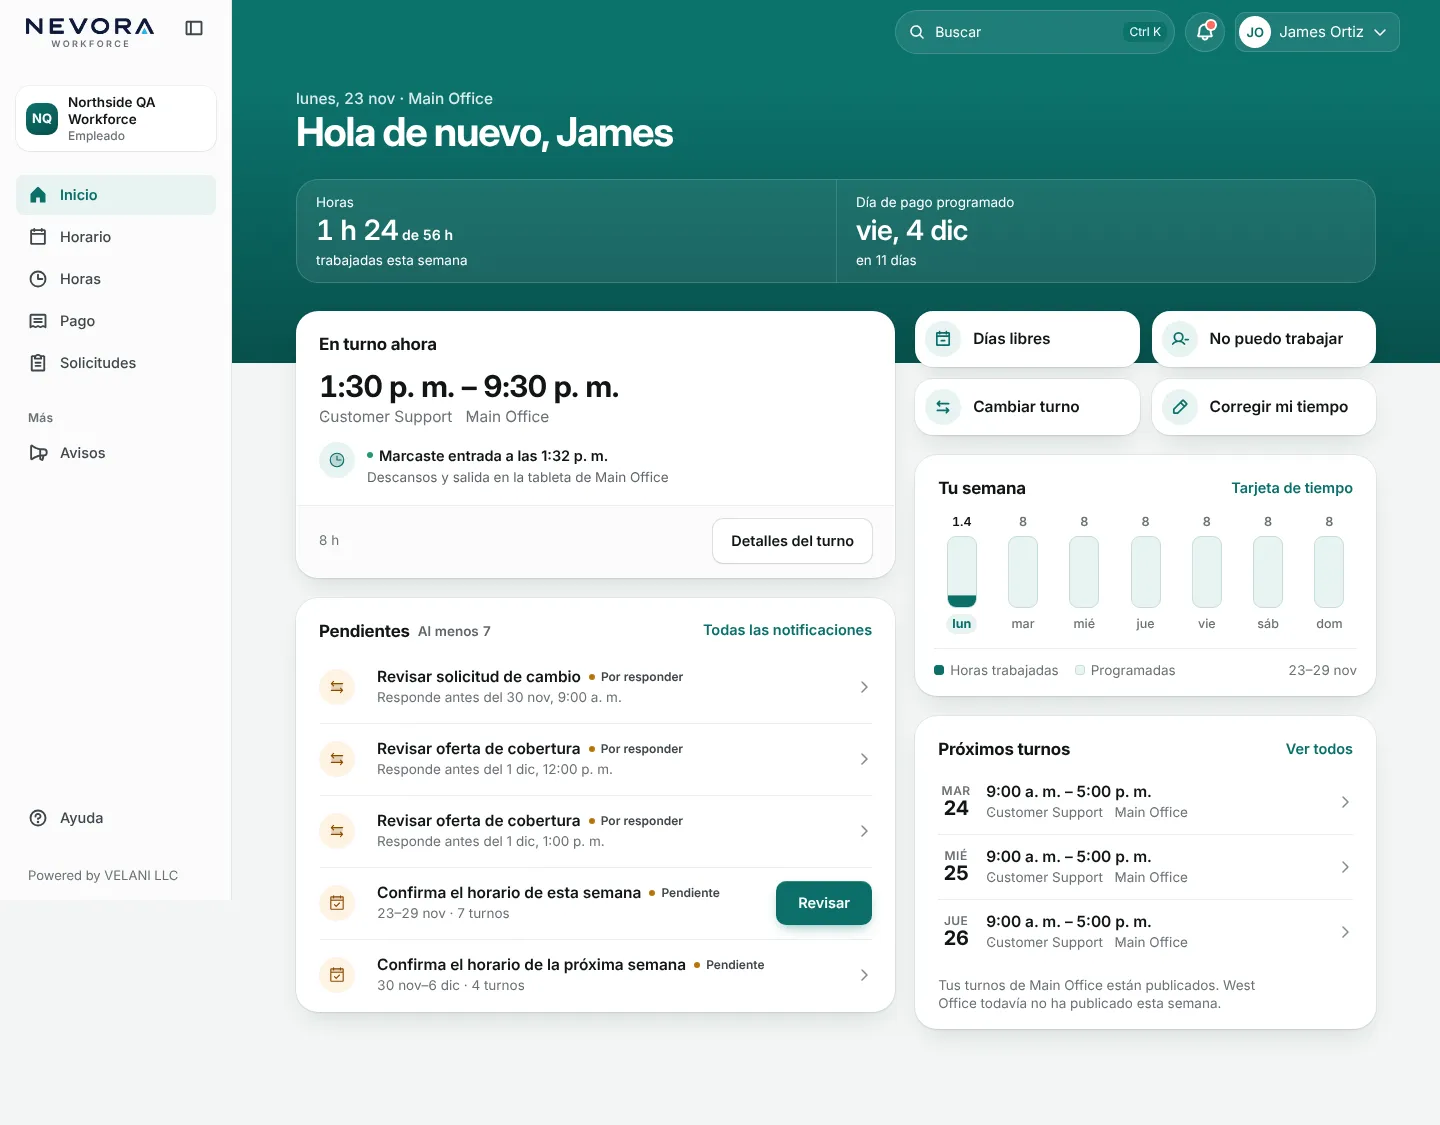 NEVORA
WORKFORCE
NQ
Northside QA
Workforce
Empleado
Inicio
Horario
Horas
Pago
Solicitudes
Más
Avisos
Ayuda
Powered by VELANI LLC
Buscar
Ctrl K
JO
James Ortiz
lunes, 23 nov · Main Office
Hola de nuevo, James
Horas
1 h 24 de 56 h
trabajadas esta semana
Día de pago programado
vie, 4 dic
en 11 días
En turno ahora
1:30 p. m. – 9:30 p. m.
Customer Support Main Office
Marcaste entrada a las 1:32 p. m.
Descansos y salida en la tableta de Main Office
8 h
Detalles del turno
Pendientes Al menos 7
Todas las notificaciones
Revisar solicitud de cambio Por responder
Responde antes del 30 nov, 9:00 a. m.
Revisar oferta de cobertura Por responder
Responde antes del 1 dic, 12:00 p. m.
Revisar oferta de cobertura Por responder
Responde antes del 1 dic, 1:00 p. m.
Confirma el horario de esta semana Pendiente
23–29 nov · 7 turnos
Revisar
Confirma el horario de la próxima semana Pendiente
30 nov–6 dic · 4 turnos
Días libres
No puedo trabajar
Cambiar turno
Corregir mi tiempo
Tu semana
Tarjeta de tiempo
1.4 8 8 8 8 8 8
lun mar mié jue vie sáb dom
Horas trabajadas Programadas 23–29 nov
Próximos turnos
Ver todos
MAR
24
9:00 a. m. – 5:00 p. m.
Customer Support Main Office
MIÉ
25
9:00 a. m. – 5:00 p. m.
Customer Support Main Office
JUE
26
9:00 a. m. – 5:00 p. m.
Customer Support Main Office
Tus turnos de Main Office están publicados. West
Office todavía no ha publicado esta semana.